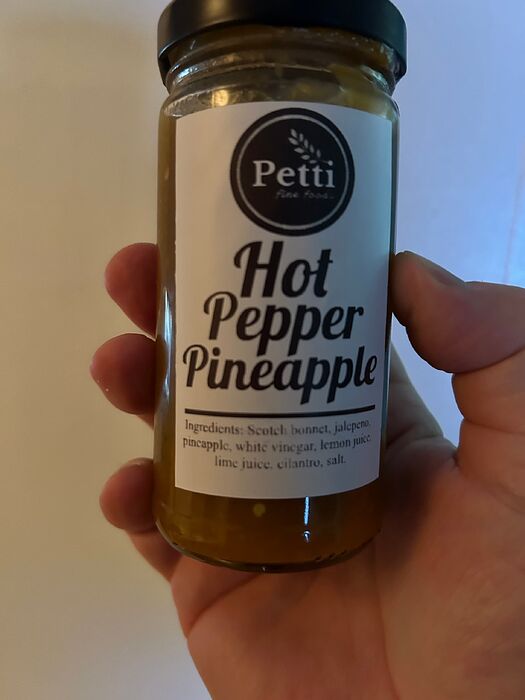 Petti
fine foods
Hot
Pepper
Pineapple
Ingredients: Scotch bonnet, jalepeno,
pineapple, white vinegar, lemon juice,
lime juice, cilantro, salt.